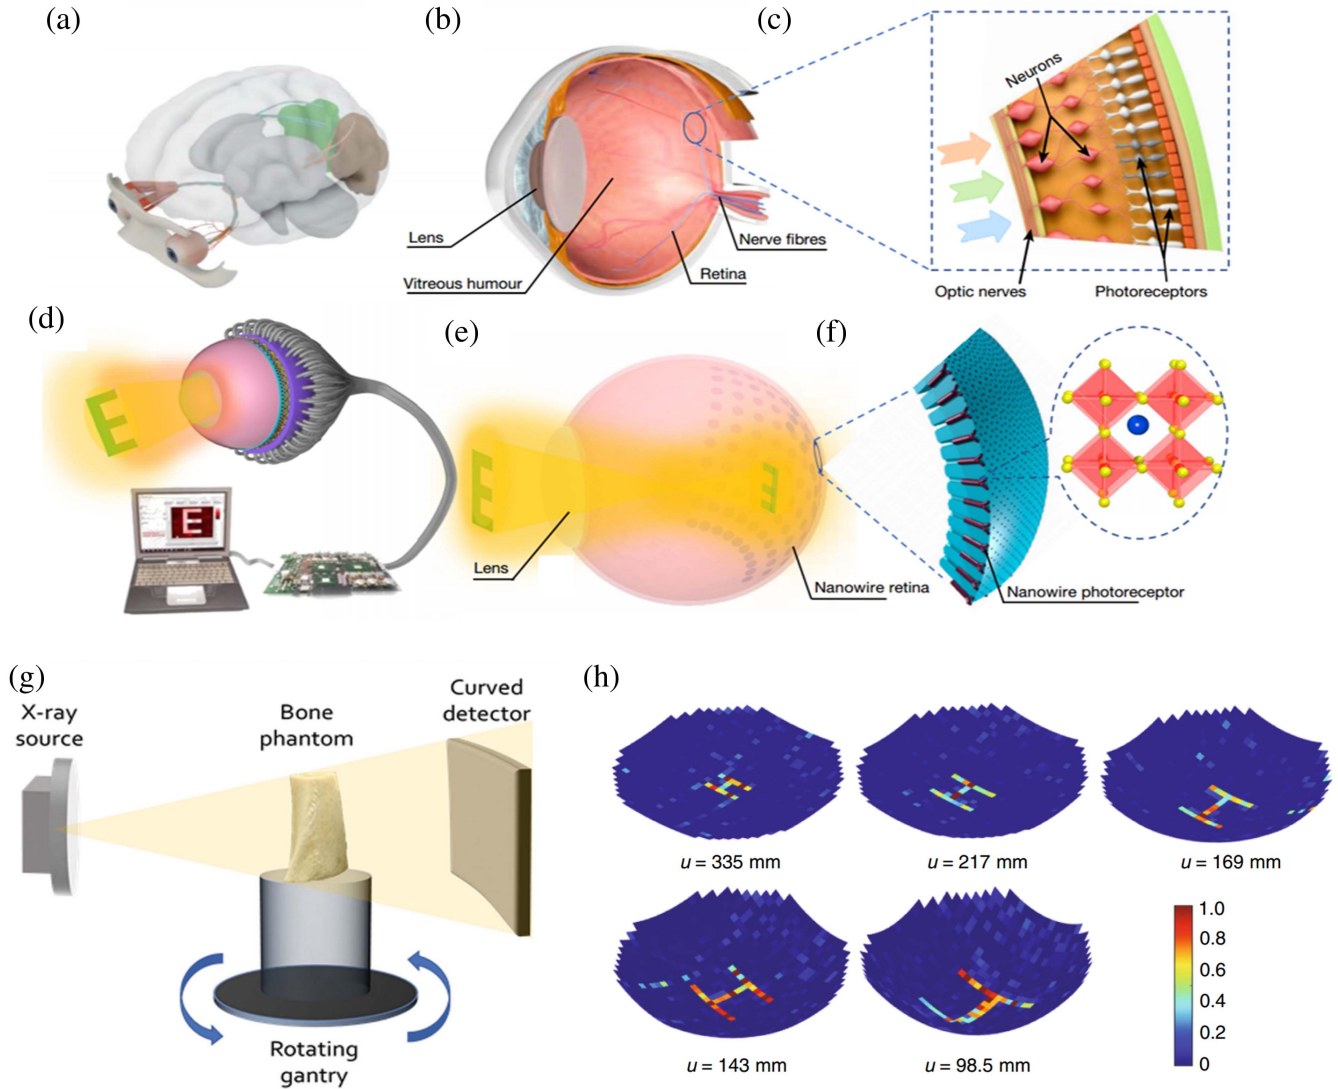 (a)
(b)
(c)
Neurons
Lens
Vitreous humour
Nerve fibres
Retina
Optic nerves
Photoreceptors
(d)
(e)
(f)
E
E
E
E
Lens
Nanowire retina
Nanowire photoreceptor
(g)
X-ray
source
Bone
phantom
Curved
detector
Rotating
gantry
(h)
u = 335 mm
u = 217 mm
u = 169 mm
u = 143 mm
u = 98.5 mm
1.0
0.8
0.6
0.4
0.2
0